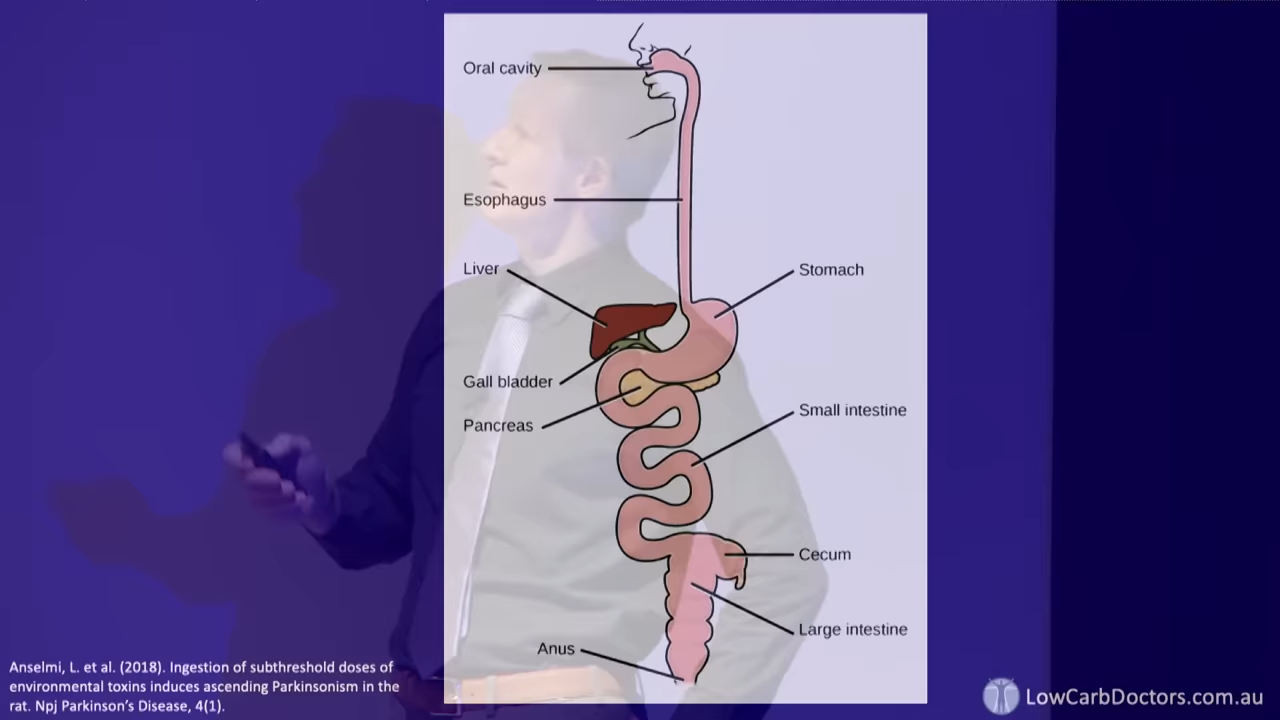 Oral cavity
Esophagus
Liver
Stomach
Gall bladder
Small intestine
Pancreas
Cecum
Large intestine
Anus
Anselmi, L. et al. (2018). Ingestion of subthreshold doses of
environmental toxins induces ascending Parkinsonism in the
rat. Npj Parkinson's Disease, 4(1).
LowCarbDoctors.com.au